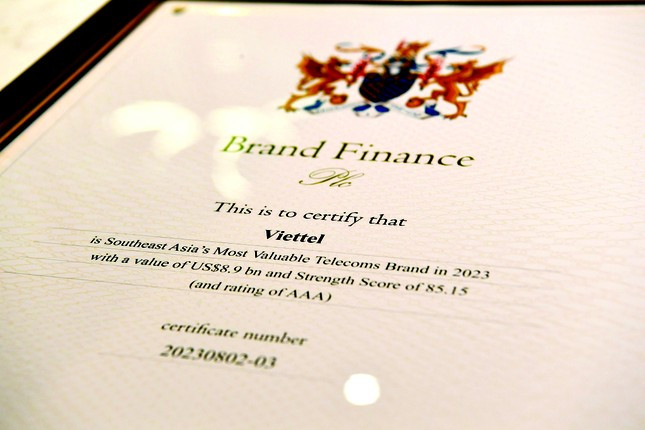 Brand Finance
Plc
This is to certify that
Viettel
is Southeast Asia's Most Valuable Telecoms Brand in 2023
with a value of US$8.9 bn and Strength Score of 85.15
(and rating of AAA)
certificate number
20230802-03